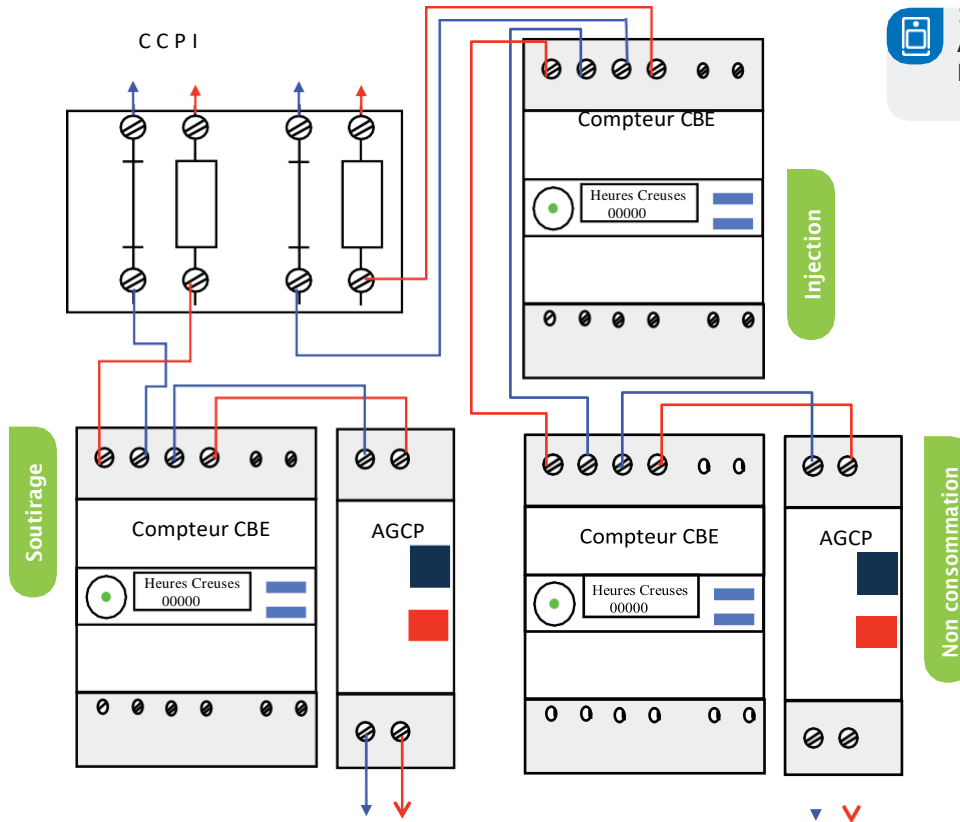 C C P I
Compteur CBE
Heures Creuses
00000
Injection
Soutirage
Compteur CBE
Heures Creuses
00000
AGCP
Compteur CBE
Heures Creuses
00000
AGCP
Non consommation